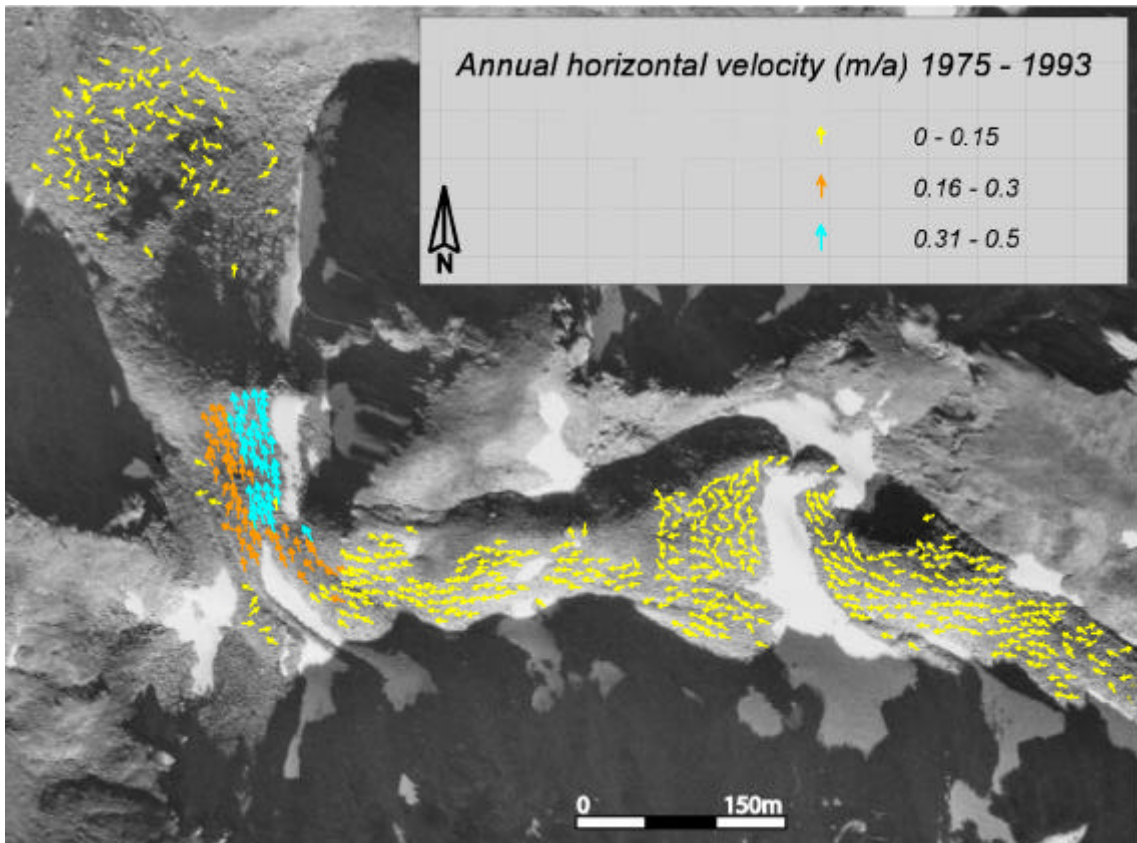 Annual horizontal velocity (m/a) 1975 - 1993
0 - 0.15
0.16 - 0.3
0.31 - 0.5
N
0 150m